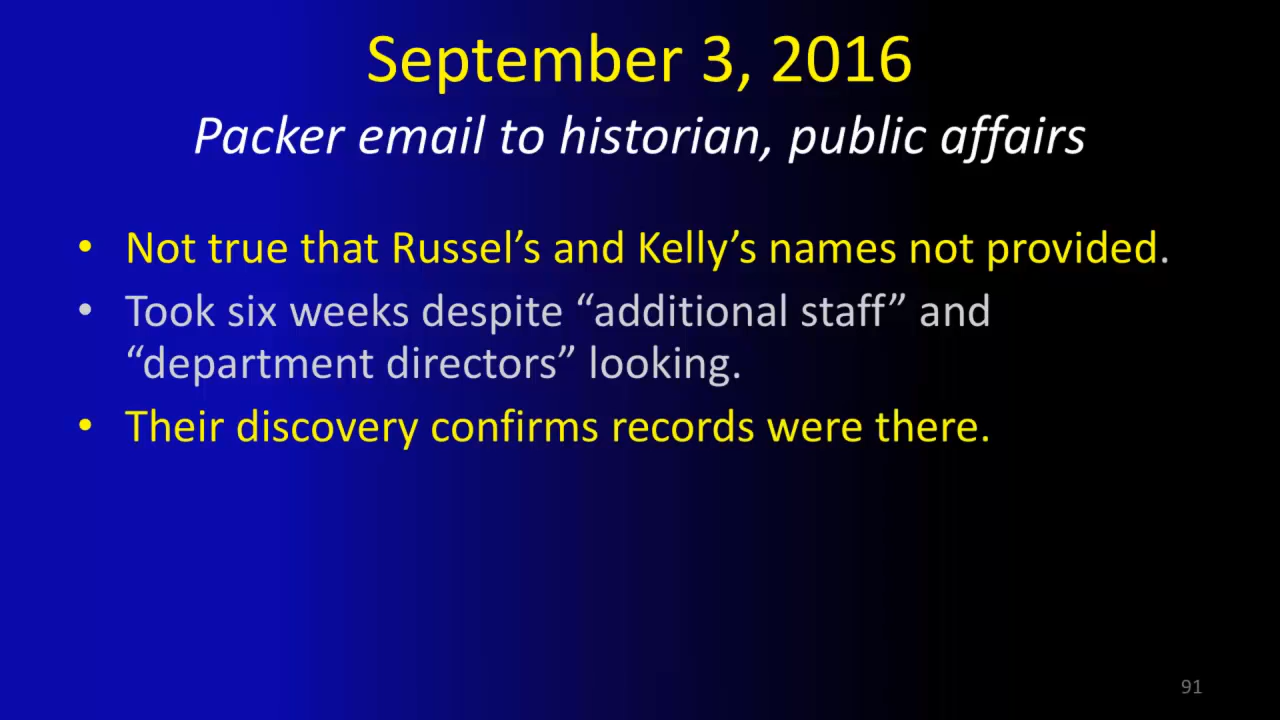 September 3, 2016
Packer email to historian, public affairs
• Not true that Russel’s and Kelly’s names not provided.
• Took six weeks despite “additional staff” and
“department directors” looking.
• Their discovery confirms records were there.
91